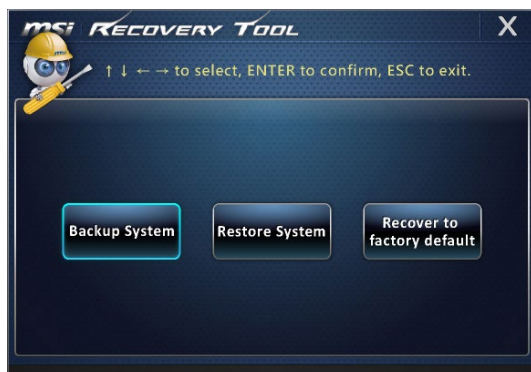 msi RECOVERY TOOL X
↑ ↓ ← → to select, ENTER to confirm, ESC to exit.
Backup System
Restore System
Recover to
factory default